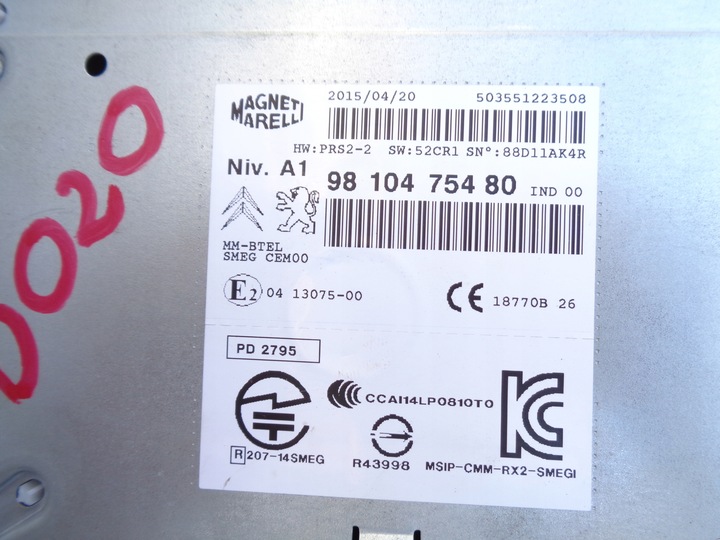 0020
MAGNETI
MARELLI
2015/04/20 503551223508
HW:PRS2-2 SW:52CR1 SN°:88D11AK4R
Niv. A1 98 104 754 80 IND 00
MM-BTEL
SMEG CEM00
E2 04 13075-00 CE 18770B 26
PD 2795
CCAI14LP0810T0
R 207-14SMEG R43998 MSIP-CMM-RX2-SMEGI